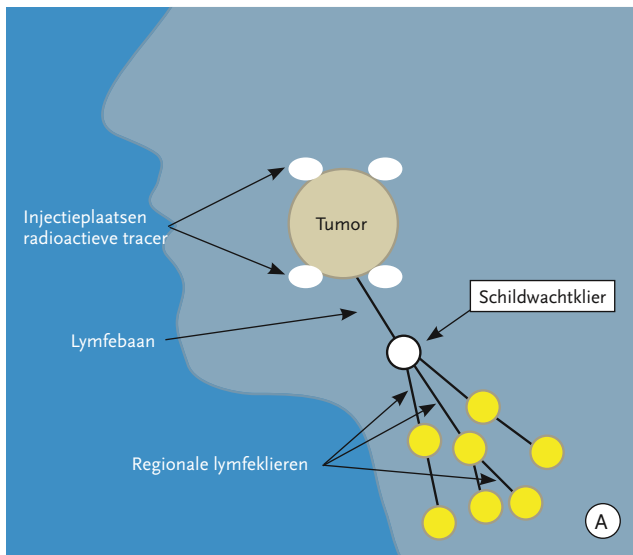 Tumor
Injectieplaatsen
radioactieve tracer
Schildwachtklier
Lymfebaan
Regionale lymfeklieren
A